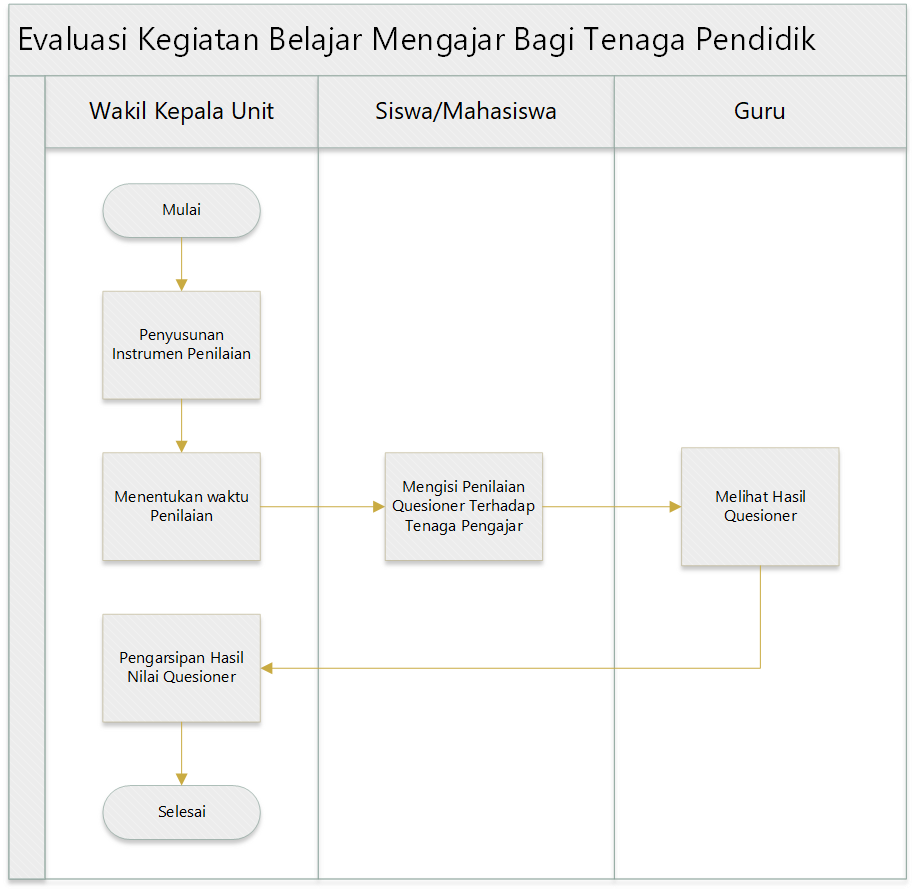 Evaluasi Kegiatan Belajar Mengajar Bagi Tenaga Pendidik
Wakil Kepala Unit
Siswa/Mahasiswa
Guru
Mulai
Penyusunan
Instrumen Penilaian
Menentukan waktu
Penilaian
Mengisi Penilaian
Quesioner Terhadap
Tenaga Pengajar
Melihat Hasil
Quesioner
Pengarsipan Hasil
Nilai Quesioner
Selesai